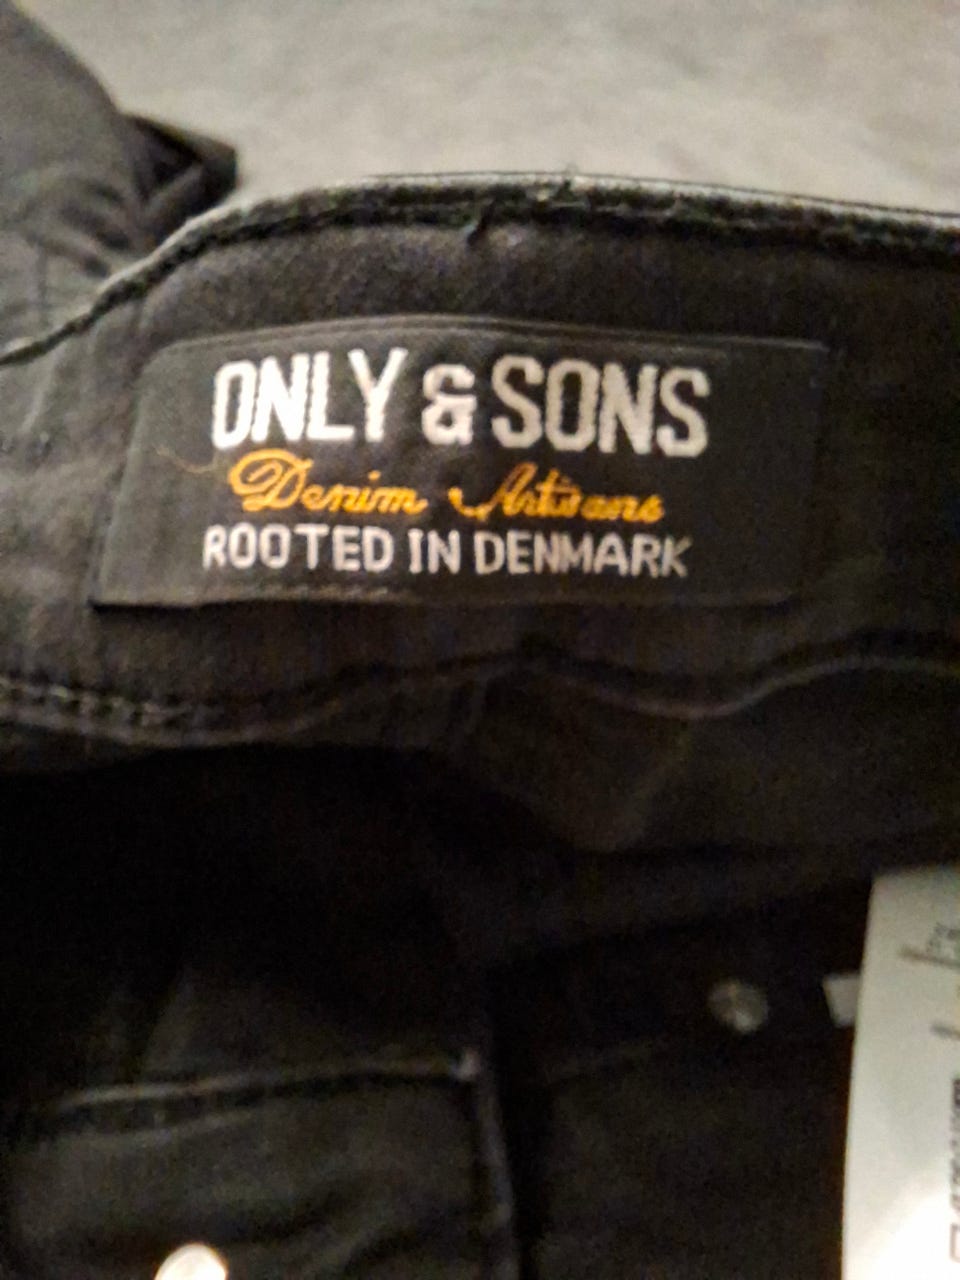 ONLY & SONS
Denim Artisans
ROOTED IN DENMARK